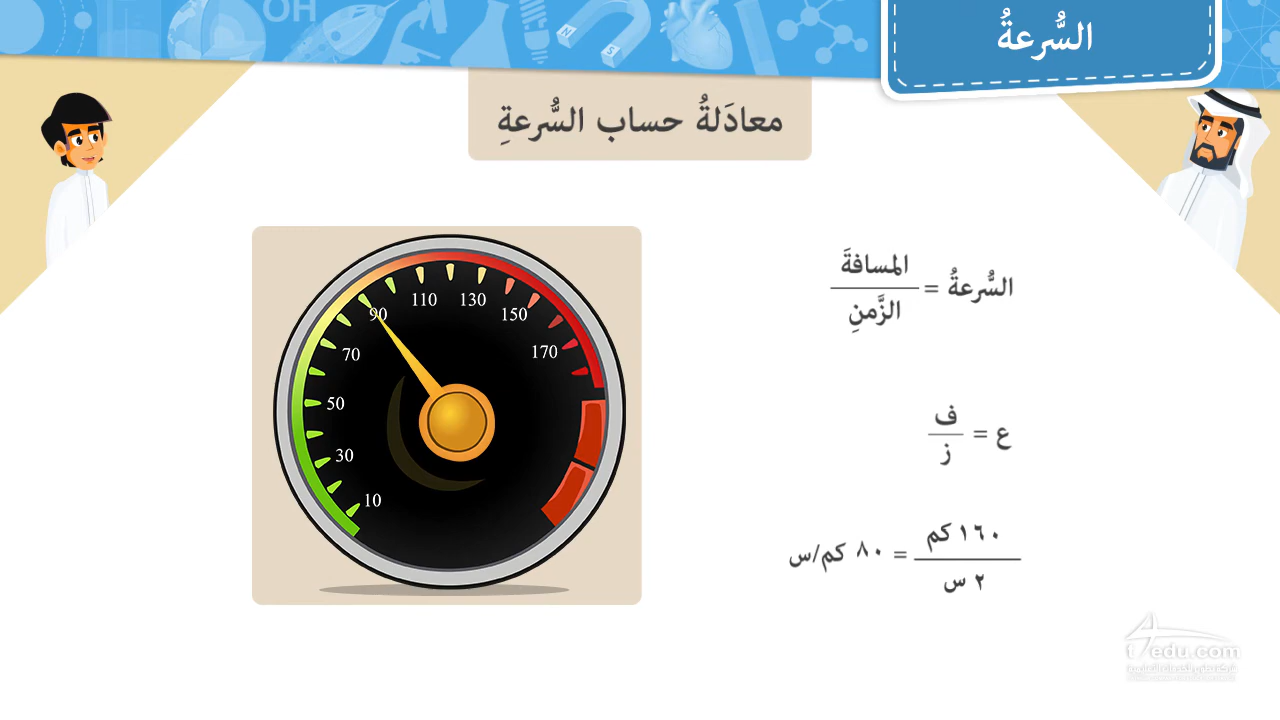 السُّرعةُ
معادَلةُ حساب السُّرعةِ
السُّرعةُ = المسافةَ / الزَّمنِ
ع = ف / ز
١٦٠ كم / ٢ س = ٨٠ كم/س
10
30
50
70
90
110
130
150
170
OH
N
S
t4edu.com